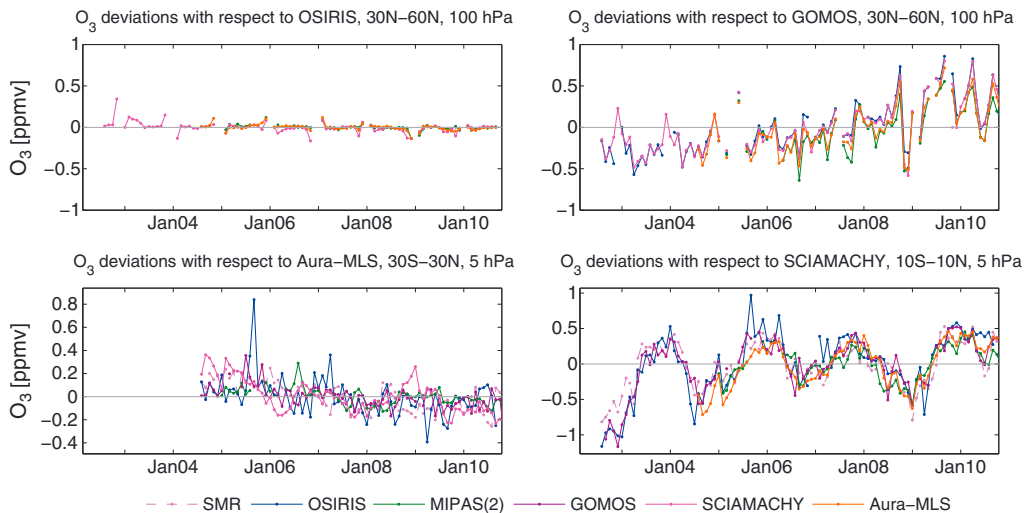 O3 deviations with respect to OSIRIS, 30N−60N, 100 hPa
O3 deviations with respect to GOMOS, 30N−60N, 100 hPa
O3 [ppmv]
1
0.5
0
−0.5
−1
Jan04 Jan06 Jan08 Jan10
1
0.5
0
−0.5
−1
Jan04 Jan06 Jan08 Jan10
O3 deviations with respect to Aura−MLS, 30S−30N, 5 hPa
O3 deviations with respect to SCIAMACHY, 10S−10N, 5 hPa
O3 [ppmv]
0.8
0.6
0.4
0.2
0
−0.2
−0.4
Jan04 Jan06 Jan08 Jan10
1
0.5
0
−0.5
−1
Jan04 Jan06 Jan08 Jan10
SMR OSIRIS MIPAS(2) GOMOS SCIAMACHY Aura−MLS